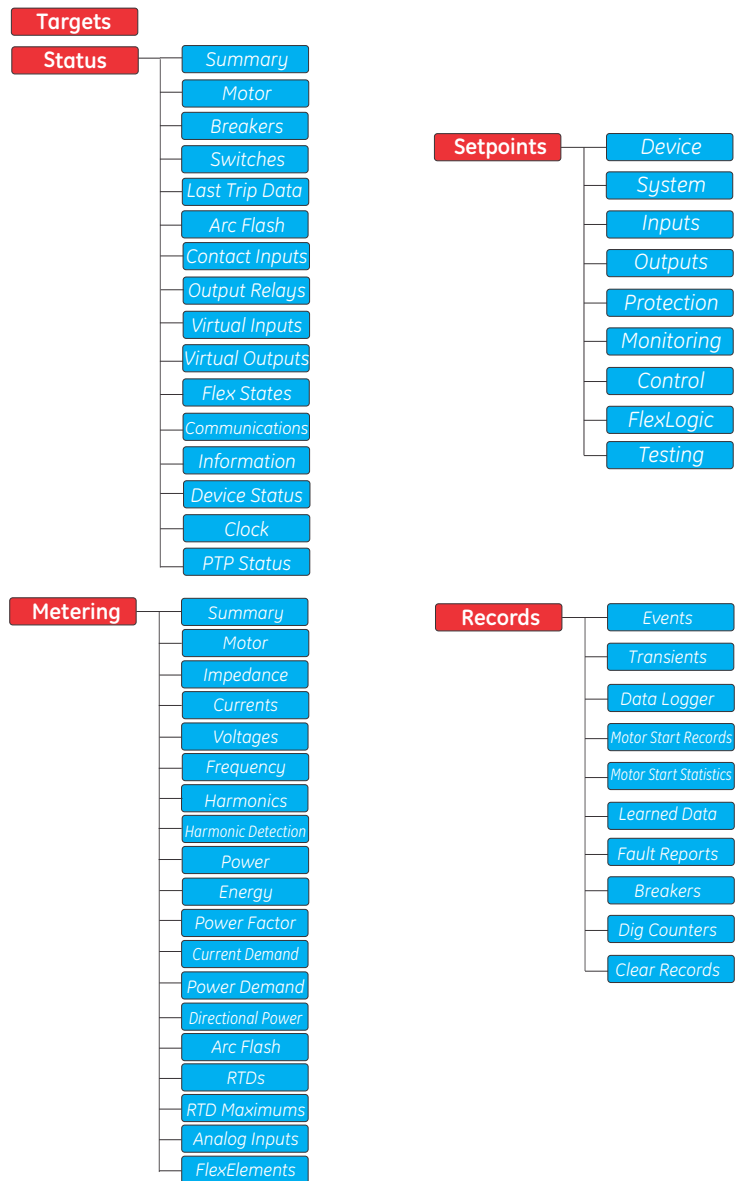 Targets
Status
Summary
Motor
Breakers
Switches
Last Trip Data
Arc Flash
Contact Inputs
Output Relays
Virtual Inputs
Virtual Outputs
Flex States
Communications
Information
Device Status
Clock
PTP Status
Setpoints
Device
System
Inputs
Outputs
Protection
Monitoring
Control
FlexLogic
Testing
Metering
Summary
Motor
Impedance
Currents
Voltages
Frequency
Harmonics
Harmonic Detection
Power
Energy
Power Factor
Current Demand
Power Demand
Directional Power
Arc Flash
RTDs
RTD Maximums
Analog Inputs
FlexElements
Records
Events
Transients
Data Logger
Motor Start Records
Motor Start Statistics
Learned Data
Fault Reports
Breakers
Dig Counters
Clear Records